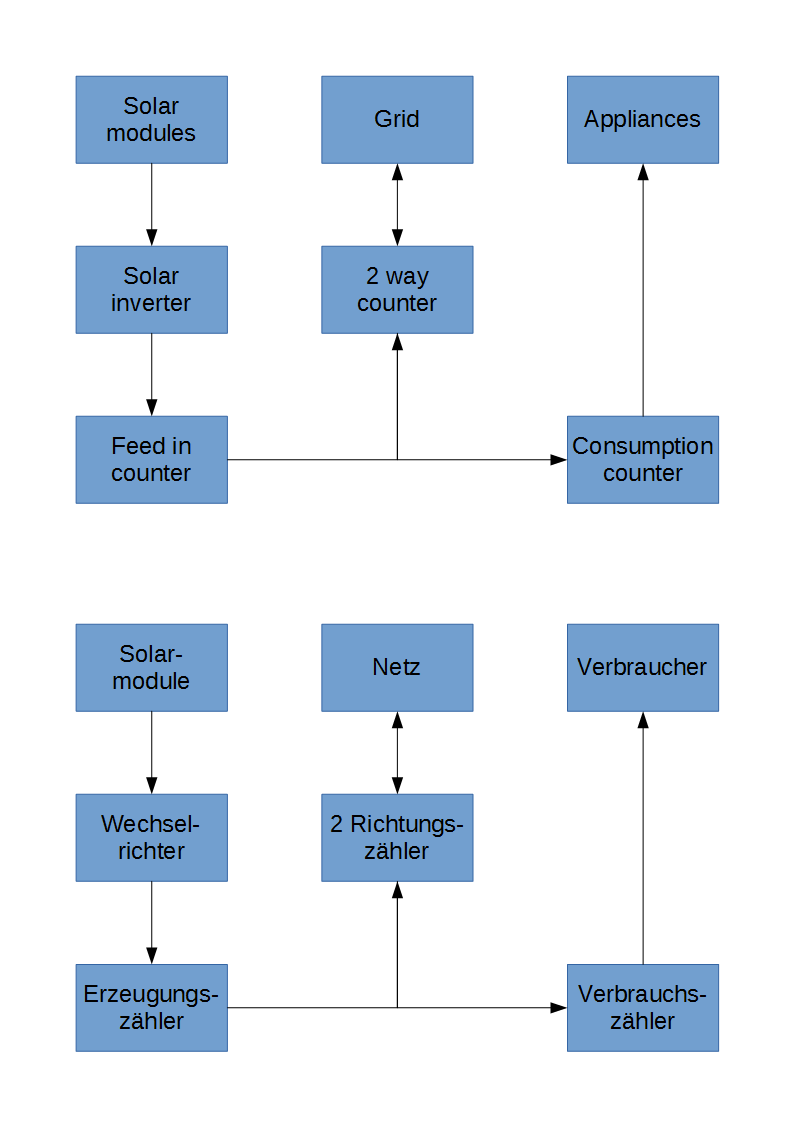 Solar
modules
Grid
Appliances
Solar
inverter
2 way
counter
Feed in
counter
Consumption
counter
Solar-
module
Netz
Verbraucher
Wechsel-
richter
2 Richtungs-
zähler
Erzeugungs-
zähler
Verbrauchs-
zähler